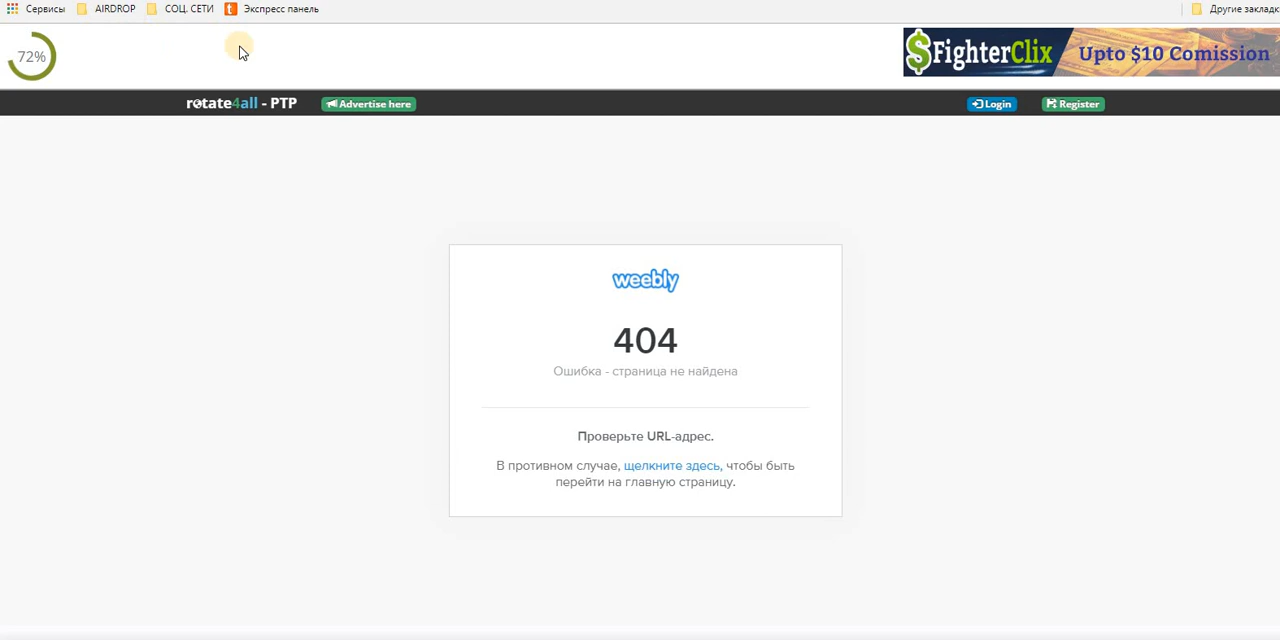 Сервисы AIRDROP СОЦ. СЕТИ Экспресс панель Другие закладк
72%
$FighterClix Upto $10 Comission
rotate4all - PTP Advertise here Login Register
weebly
404
Ошибка - страница не найдена
Проверьте URL-адрес.
В противном случае, щелкните здесь, чтобы быть
перейти на главную страницу.